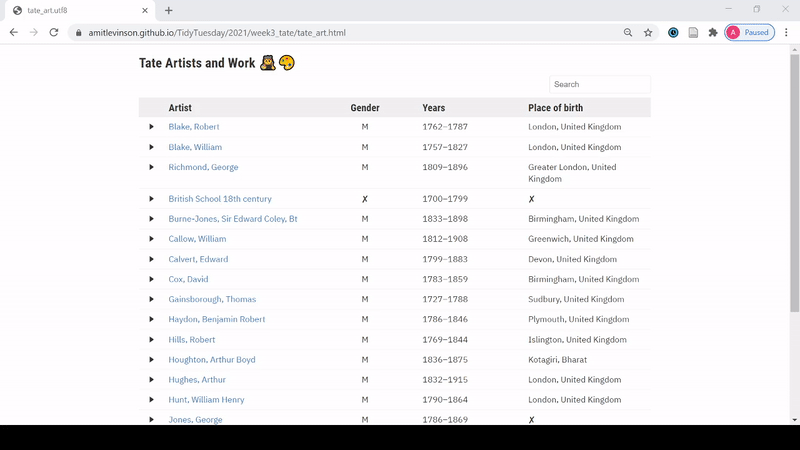 tate_art.utf8
amitlevinson.github.io/TidyTuesday/2021/week3_tate/tate_art.html
A Paused
Tate Artists and Work
Search
Artist Gender Years Place of birth
Blake, Robert M 1762–1787 London, United Kingdom
Blake, William M 1757–1827 London, United Kingdom
Richmond, George M 1809–1896 Greater London, United
Kingdom
British School 18th century ✗ 1700–1799 ✗
Burne-Jones, Sir Edward Coley, Bt M 1833–1898 Birmingham, United Kingdom
Callow, William M 1812–1908 Greenwich, United Kingdom
Calvert, Edward M 1799–1883 Devon, United Kingdom
Cox, David M 1783–1859 Birmingham, United Kingdom
Gainsborough, Thomas M 1727–1788 Sudbury, United Kingdom
Haydon, Benjamin Robert M 1786–1846 Plymouth, United Kingdom
Hills, Robert M 1769–1844 Islington, United Kingdom
Houghton, Arthur Boyd M 1836–1875 Kotagiri, Bharat
Hughes, Arthur M 1832–1915 London, United Kingdom
Hunt, William Henry M 1790–1864 London, United Kingdom
Jones, George M 1786–1869 ✗